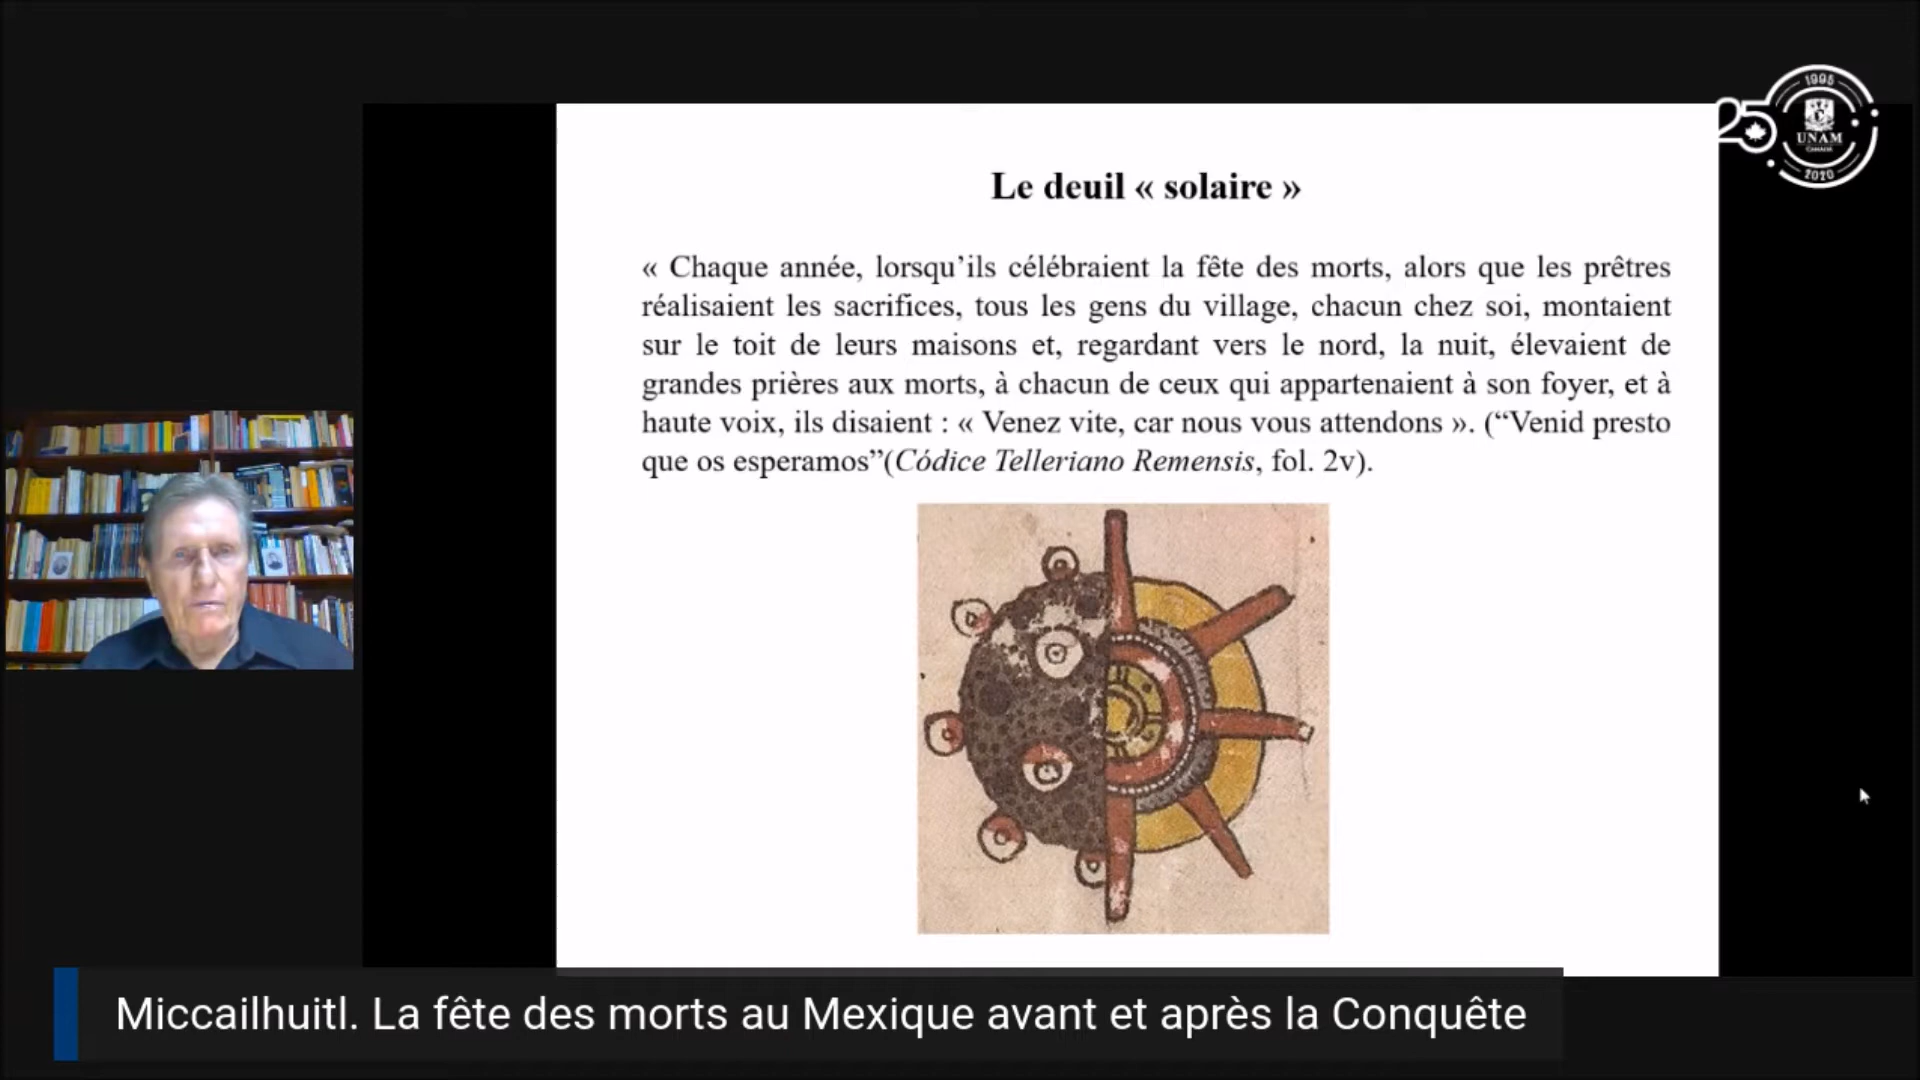 1995
25
UNAM
CANADÁ
2020
Le deuil « solaire »
« Chaque année, lorsqu’ils célébraient la fête des morts, alors que les prêtres
réalisaient les sacrifices, tous les gens du village, chacun chez soi, montaient
sur le toit de leurs maisons et, regardant vers le nord, la nuit, élevaient de
grandes prières aux morts, à chacun de ceux qui appartenaient à son foyer, et à
haute voix, ils disaient : « Venez vite, car nous vous attendons ». (“Venid presto
que os esperamos”(Códice Telleriano Remensis, fol. 2v).
Miccailhuitl. La fête des morts au Mexique avant et après la Conquête